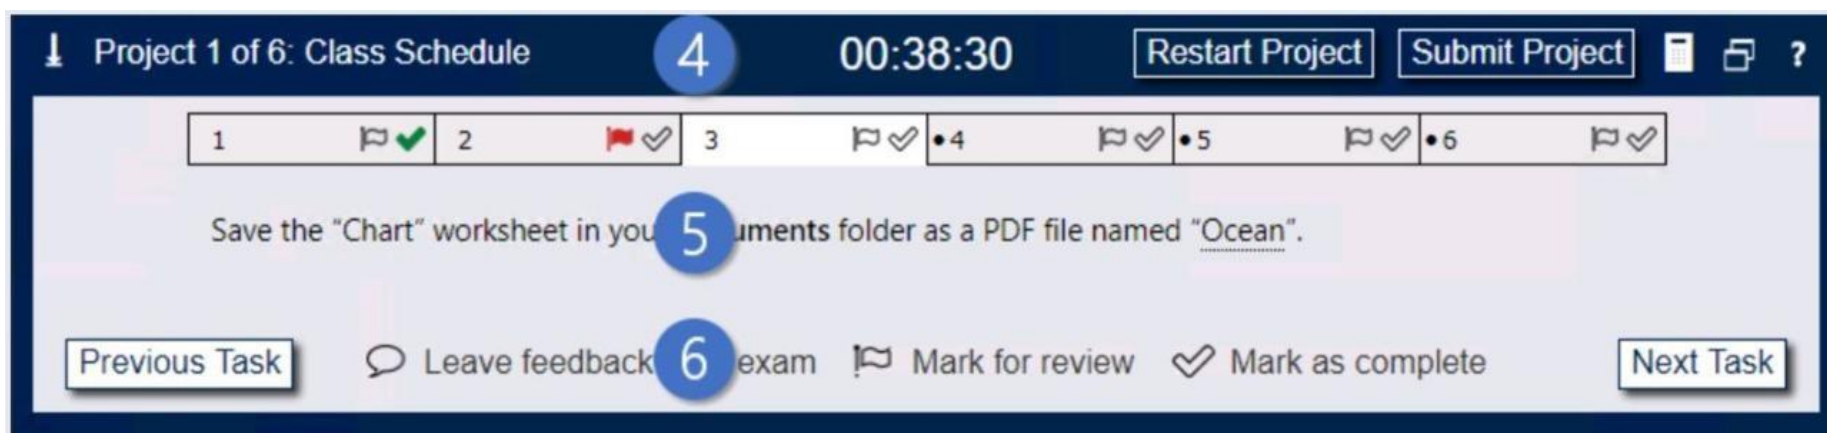 Project 1 of 6: Class Schedule 4 00:38:30 Restart Project Submit Project ?
1 2 3 •4 •5 •6
Save the “Chart” worksheet in you 5 uments folder as a PDF file named “Ocean”.
Previous Task Leave feedback 6 exam Mark for review Mark as complete Next Task